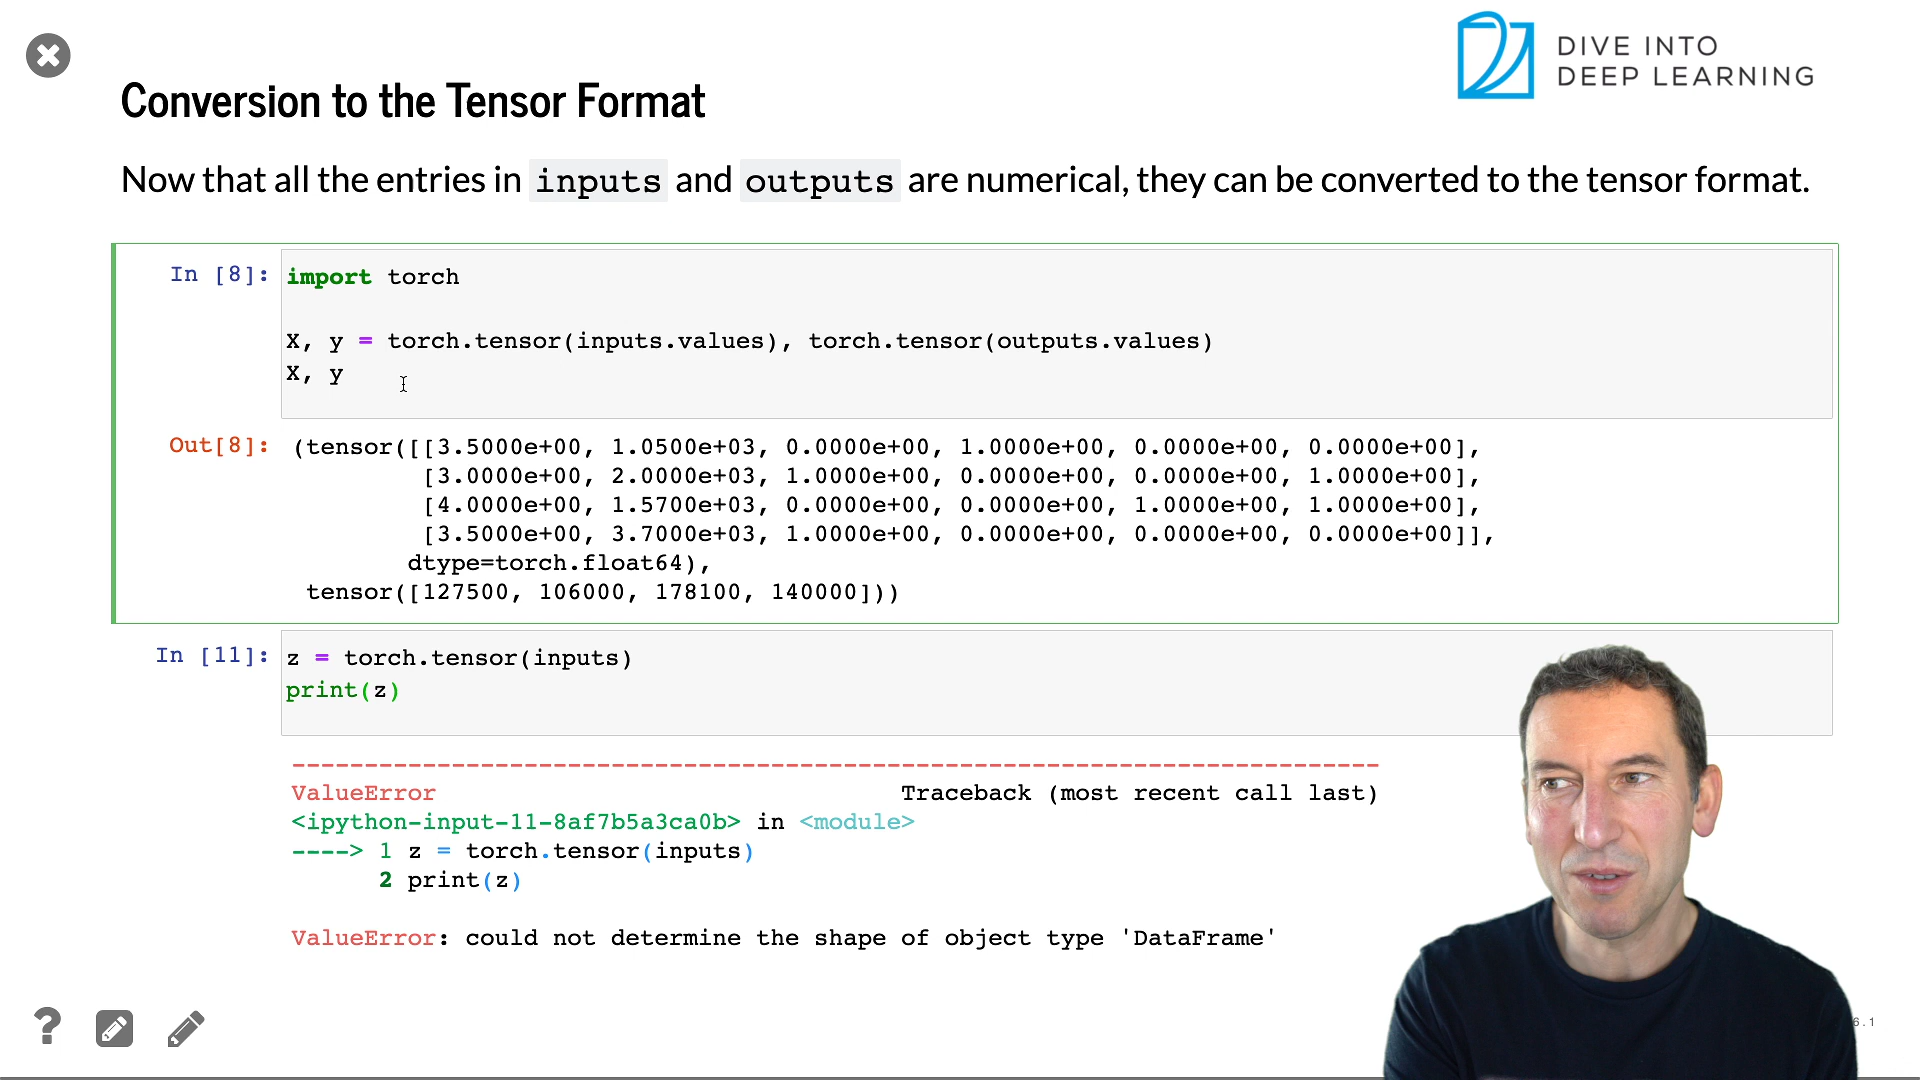 DIVE INTO
DEEP LEARNING
Conversion to the Tensor Format
Now that all the entries in inputs and outputs are numerical, they can be converted to the tensor format.
In [8]: import torch
X, y = torch.tensor(inputs.values), torch.tensor(outputs.values)
X, y
Out[8]: (tensor([[3.5000e+00, 1.0500e+03, 0.0000e+00, 1.0000e+00, 0.0000e+00, 0.0000e+00],
[3.0000e+00, 2.0000e+03, 1.0000e+00, 0.0000e+00, 0.0000e+00, 1.0000e+00],
[4.0000e+00, 1.5700e+03, 0.0000e+00, 0.0000e+00, 1.0000e+00, 1.0000e+00],
[3.5000e+00, 3.7000e+03, 1.0000e+00, 0.0000e+00, 0.0000e+00, 0.0000e+00]],
dtype=torch.float64),
tensor([127500, 106000, 178100, 140000]))
In [11]: z = torch.tensor(inputs)
print(z)
---------------------------------------------------------------------------
ValueError Traceback (most recent call last)
<ipython-input-11-8af7b5a3ca0b> in <module>
----> 1 z = torch.tensor(inputs)
2 print(z)
ValueError: could not determine the shape of object type 'DataFrame'
?
6.1